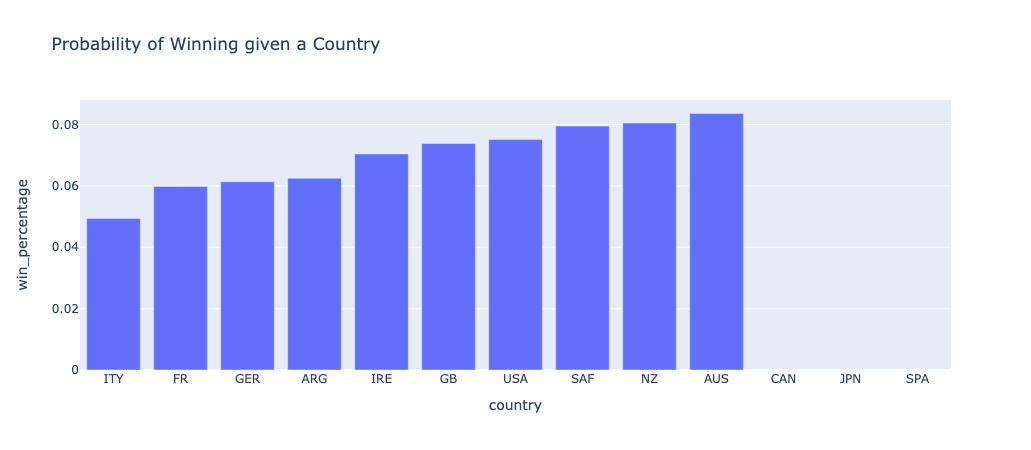 Probability of Winning given a Country
win_percentage
0.08
0.06
0.04
0.02
0
ITY FR GER ARG IRE GB USA SAF NZ AUS CAN JPN SPA
country